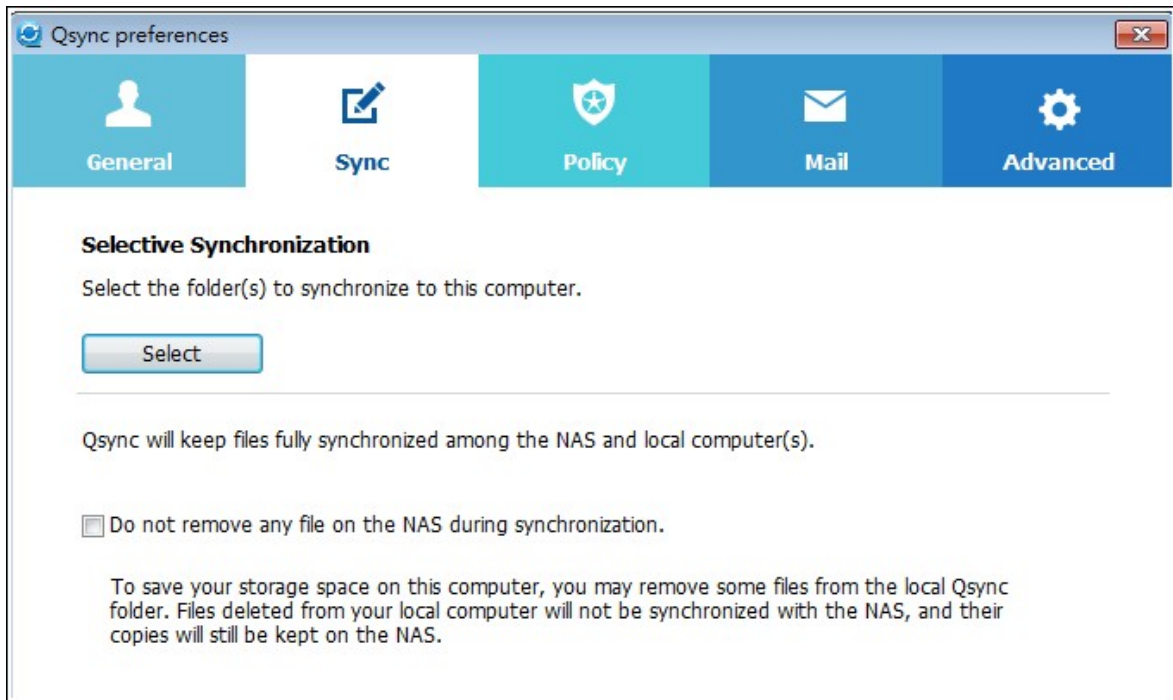 Qsync preferences
General
Sync
Policy
Mail
Advanced
Selective Synchronization
Select the folder(s) to synchronize to this computer.
Select
Qsync will keep files fully synchronized among the NAS and local computer(s).
Do not remove any file on the NAS during synchronization.
To save your storage space on this computer, you may remove some files from the local Qsync
folder. Files deleted from your local computer will not be synchronized with the NAS, and their
copies will still be kept on the NAS.